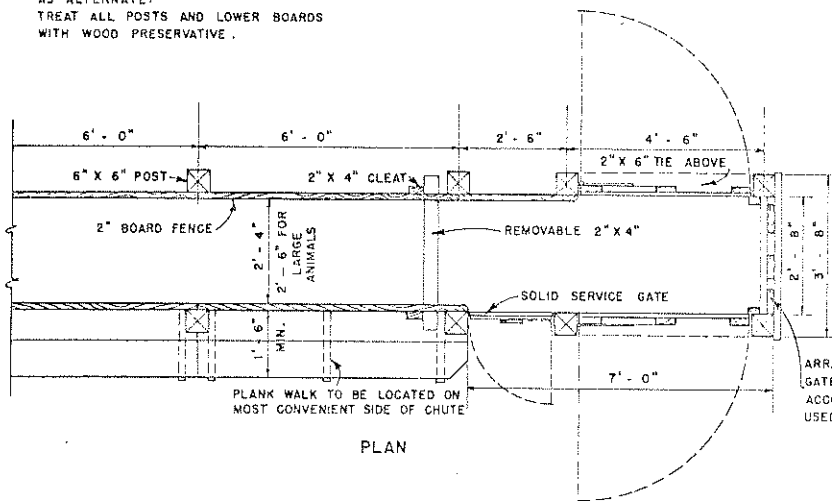 AS ALTERNATE.
TREAT ALL POSTS AND LOWER BOARDS
WITH WOOD PRESERVATIVE.
6' - 0"
6' - 0"
2' - 6"
4' - 6"
6" X 6" POST
2" X 4" CLEAT
2" X 6" TIE ABOVE
2" BOARD FENCE
2' - 4"
2' - 6" FOR
LARGE
ANIMALS
REMOVABLE 2" X 4"
2' - 8"
3' - 8"
SOLID SERVICE GATE
1' - 6"
MIN.
PLANK WALK TO BE LOCATED ON
MOST CONVENIENT SIDE OF CHUTE
7' - 0"
GATE
USED
PLAN